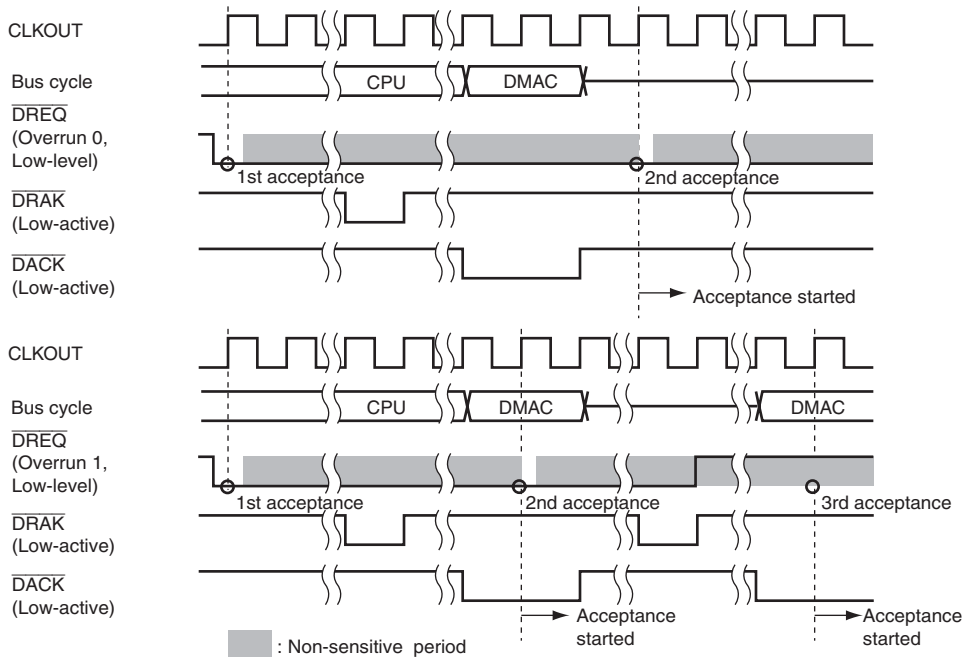 CLKOUT
Bus cycle
CPU
DMAC
DREQ
(Overrun 0,
Low-level)
1st acceptance
2nd acceptance
DRAK
(Low-active)
DACK
(Low-active)
Acceptance started
CLKOUT
Bus cycle
CPU
DMAC
DMAC
DREQ
(Overrun 1,
Low-level)
1st acceptance
2nd acceptance
3rd acceptance
DRAK
(Low-active)
DACK
(Low-active)
Acceptance
started
Acceptance
started
: Non-sensitive period